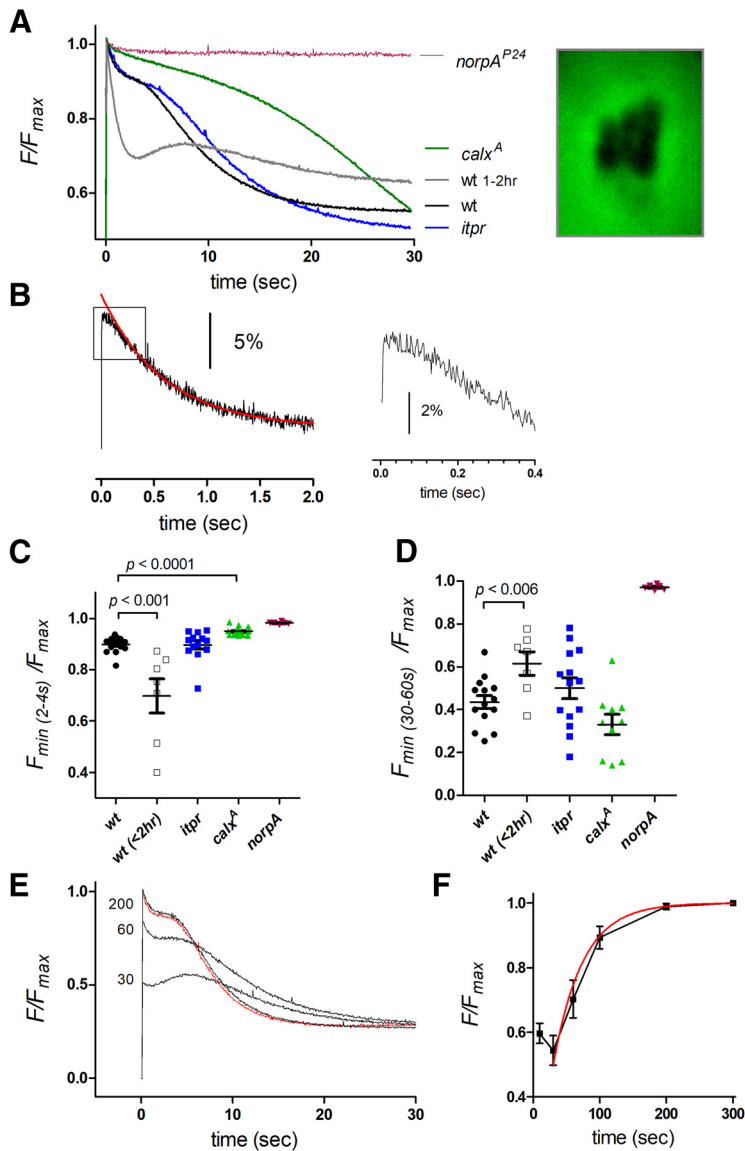 A
1.0
0.8
0.6
F/Fmax
0
10
20
30
time (sec)
norpA P24
calx A
wt 1-2hr
wt
itpr
B
5%
0.0
0.5
1.0
1.5
2.0
time (sec)
2%
0.0
0.2
0.4
time (sec)
C
p < 0.0001
p < 0.001
1.0
0.8
0.6
0.4
Fmin (2-4s) /Fmax
wt
wt (<2hr)
itpr
calxA
norpA
D
p < 0.006
1.0
0.8
0.6
0.4
0.2
0.0
Fmin (30-60s) /Fmax
wt
wt (<2hr)
itpr
calxA
norpA
E
1.0
0.5
0.0
F/Fmax
200
60
30
0
10
20
30
time (sec)
F
1.0
0.8
0.6
0.4
F/Fmax
0
100
200
300
time (sec)